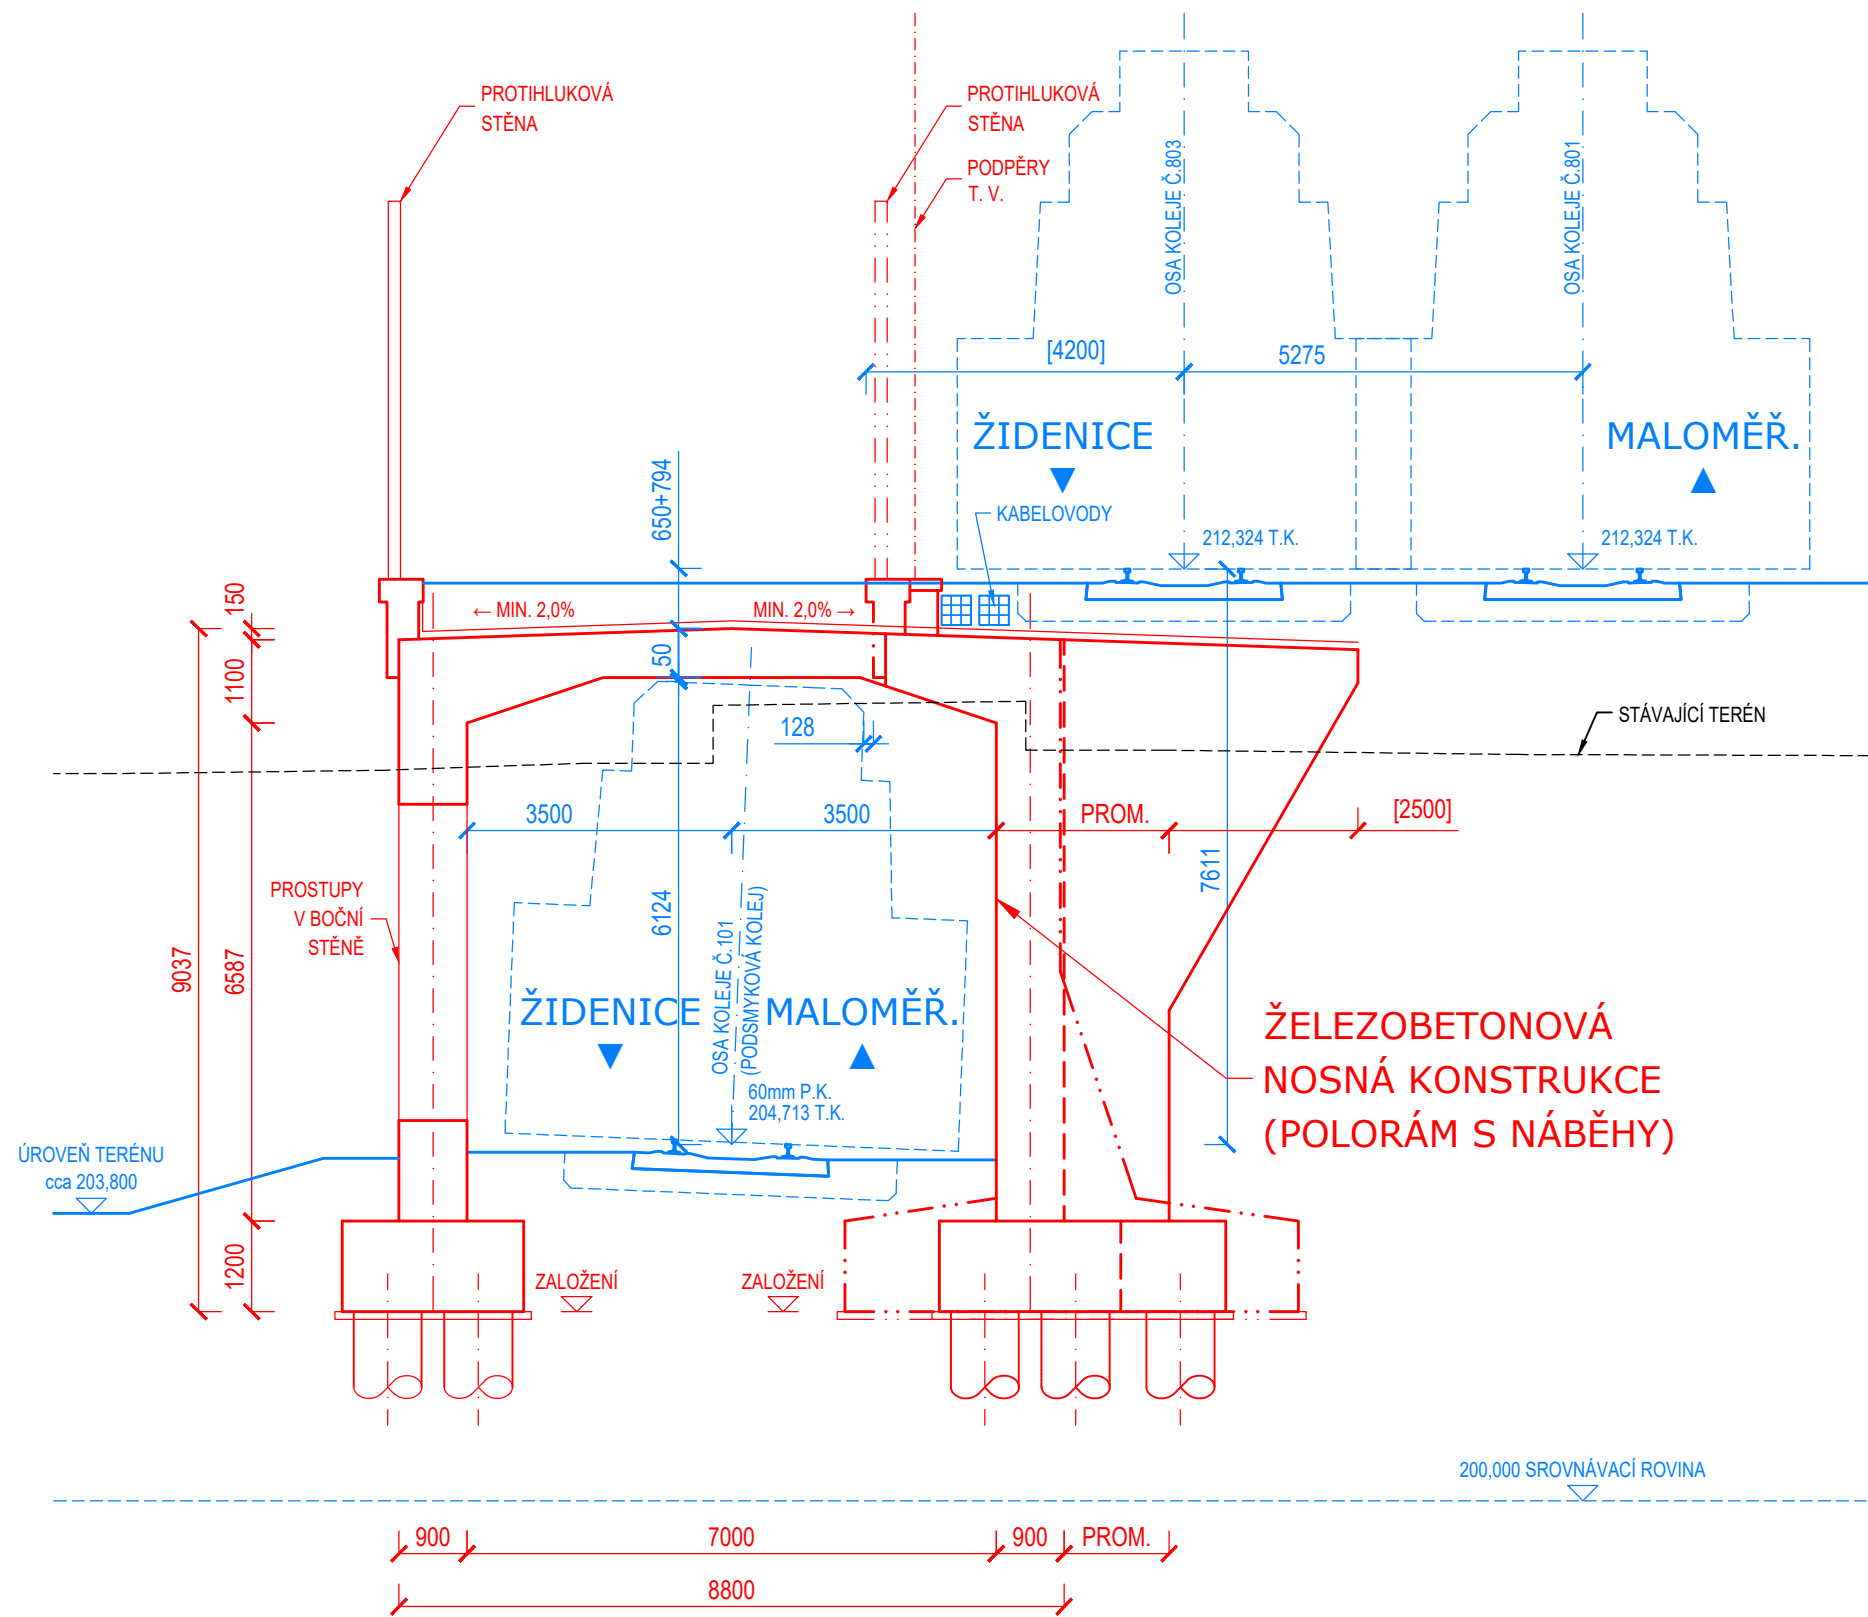 PROTIHLUKOVÁ
STĚNA
PROTIHLUKOVÁ
STĚNA
PODPĚRY
T. V.
OSA KOLEJE Č.803
OSA KOLEJE Č.801
[4200]
5275
ŽIDENICE
MALOMĚŘ.
KABELOVODY
212,324 T.K.
212,324 T.K.
650+794
150
← MIN. 2,0%
MIN. 2,0% →
1100
50
128
STÁVAJÍCÍ TERÉN
3500
3500
PROM.
[2500]
7611
PROSTUPY
V BOČNÍ
STĚNĚ
6124
OSA KOLEJE Č.101
(PODSMYKOVÁ KOLEJ)
9037
6587
ŽIDENICE
MALOMĚŘ.
ŽELEZOBETONOVÁ
NOSNÁ KONSTRUKCE
(POLORÁM S NÁBĚHY)
60mm P.K.
204,713 T.K.
ÚROVEŇ TERÉNU
cca 203,800
1200
ZALOŽENÍ
ZALOŽENÍ
200,000 SROVNÁVACÍ ROVINA
900
7000
900
PROM.
8800